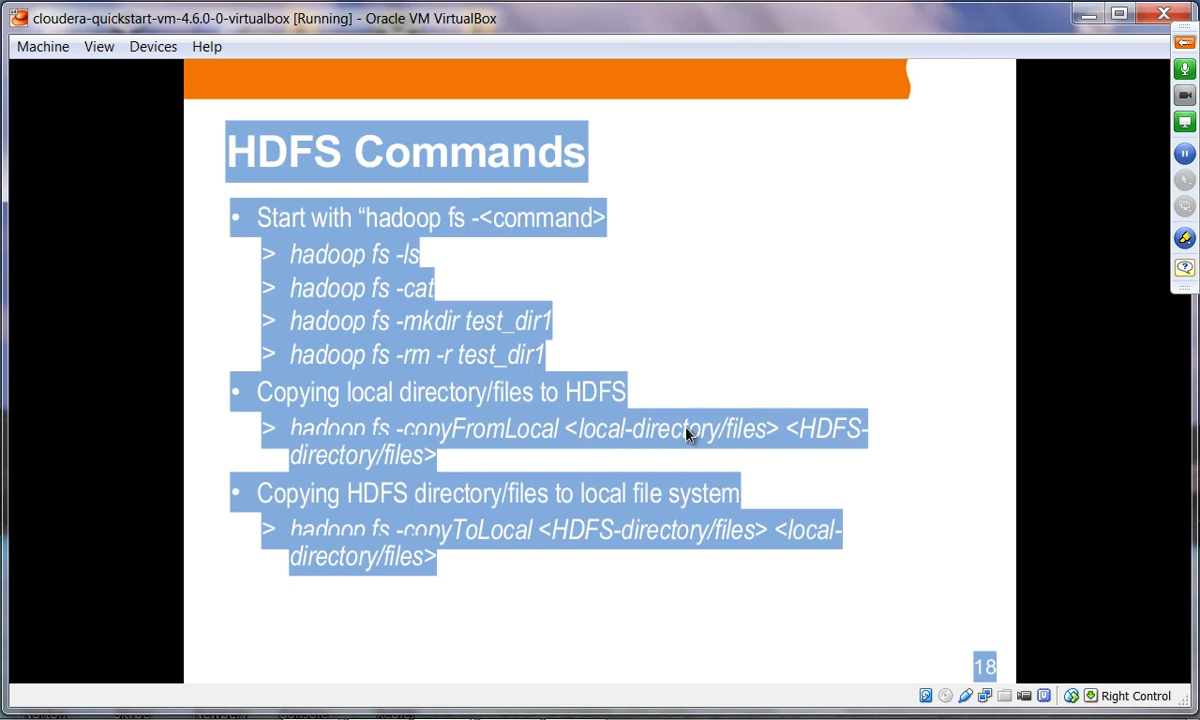 cloudera-quickstart-vm-4.6.0-0-virtualbox [Running] - Oracle VM VirtualBox
Machine View Devices Help
HDFS Commands
• Start with “hadoop fs -<command>
> hadoop fs -ls
> hadoop fs -cat
> hadoop fs -mkdir test_dir1
> hadoop fs -rm -r test_dir1
• Copying local directory/files to HDFS
> hadoop fs -copyFromLocal <local-directory/files> <HDFS-
directory/files>
• Copying HDFS directory/files to local file system
> hadoop fs -copyToLocal <HDFS-directory/files> <local-
directory/files>
18
Right Control